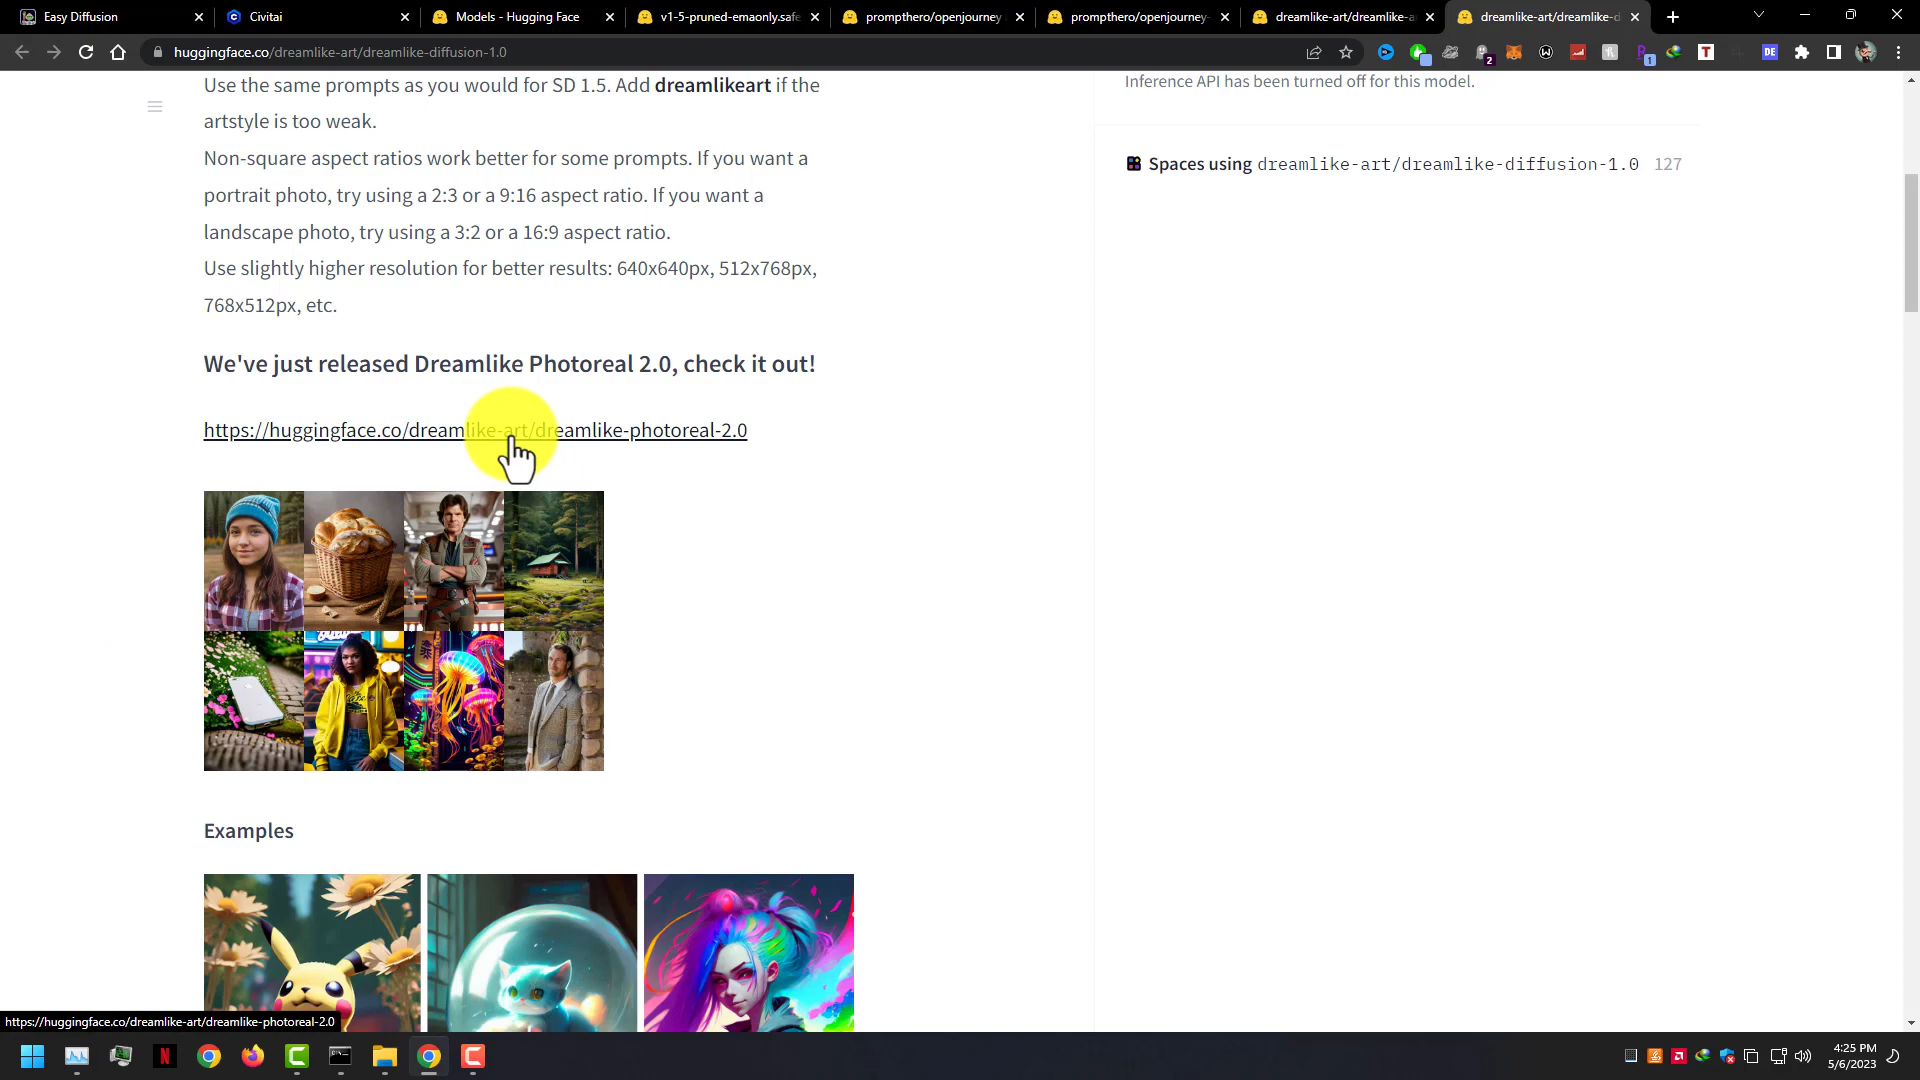 Easy Diffusion
Civitai
Models - Hugging Face
v1-5-pruned-emaonly.safe
prompthero/openjourney
prompthero/openjourney-
dreamlike-art/dreamlike-a
dreamlike-art/dreamlike-d
huggingface.co/dreamlike-art/dreamlike-diffusion-1.0
Use the same prompts as you would for SD 1.5. Add dreamlikeart if the
artstyle is too weak.
Non-square aspect ratios work better for some prompts. If you want a
portrait photo, try using a 2:3 or a 9:16 aspect ratio. If you want a
landscape photo, try using a 3:2 or a 16:9 aspect ratio.
Use slightly higher resolution for better results: 640x640px, 512x768px,
768x512px, etc.
We've just released Dreamlike Photoreal 2.0, check it out!
https://huggingface.co/dreamlike-art/dreamlike-photoreal-2.0
Examples
Inference API has been turned off for this model.
Spaces using dreamlike-art/dreamlike-diffusion-1.0 127
https://huggingface.co/dreamlike-art/dreamlike-photoreal-2.0
4:25 PM
5/6/2023